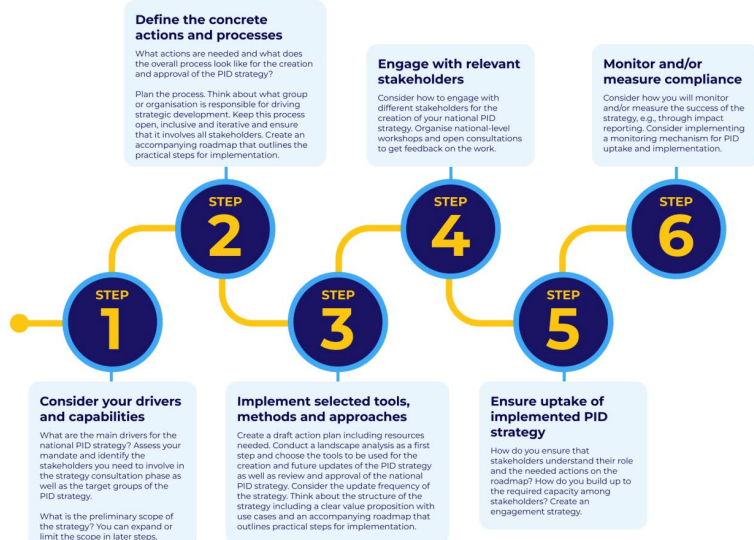 STEP
1
Consider your drivers
and capabilities
What are the main drivers for the
national PID strategy? Assess your
mandate and identify the
stakeholders you need to involve in
the strategy consultation phase as
well as the target groups of the
PID strategy.
What is the preliminary scope of
the strategy? You can expand or
limit the scope in later steps.
Define the concrete
actions and processes
What actions are needed and what does
the overall process look like for the creation
and approval of the PID strategy?
Plan the process. Think about what group
or organisation is responsible for driving
strategic development. Keep this process
open, inclusive and iterative and ensure
that it involves all stakeholders. Create an
accompanying roadmap that outlines the
practical steps for implementation.
STEP
2
STEP
3
Implement selected tools,
methods and approaches
Create a draft action plan including resources
needed. Conduct a landscape analysis as a first
step and choose the tools to be used for the
creation and future updates of the PID strategy
as well as review and approval of the national
PID strategy. Consider the update frequency of
the strategy. Think about the structure of the
strategy including a clear value proposition with
use cases and an accompanying roadmap that
outlines practical steps for implementation.
Engage with relevant
stakeholders
Consider how to engage with
different stakeholders for the
creation of your national PID
strategy. Organise national-level
workshops and open consultations
to get feedback on the work.
STEP
4
STEP
5
Ensure uptake of
implemented PID
strategy
How do you ensure that
stakeholders understand their role
and the needed actions on the
roadmap? How do you build up to
the required capacity among
stakeholders? Create an
engagement strategy.
Monitor and/or
measure compliance
Consider how you will monitor
and/or measure the success of the
strategy, e.g., through impact
reporting. Consider implementing
a monitoring mechanism for PID
uptake and implementation.
STEP
6